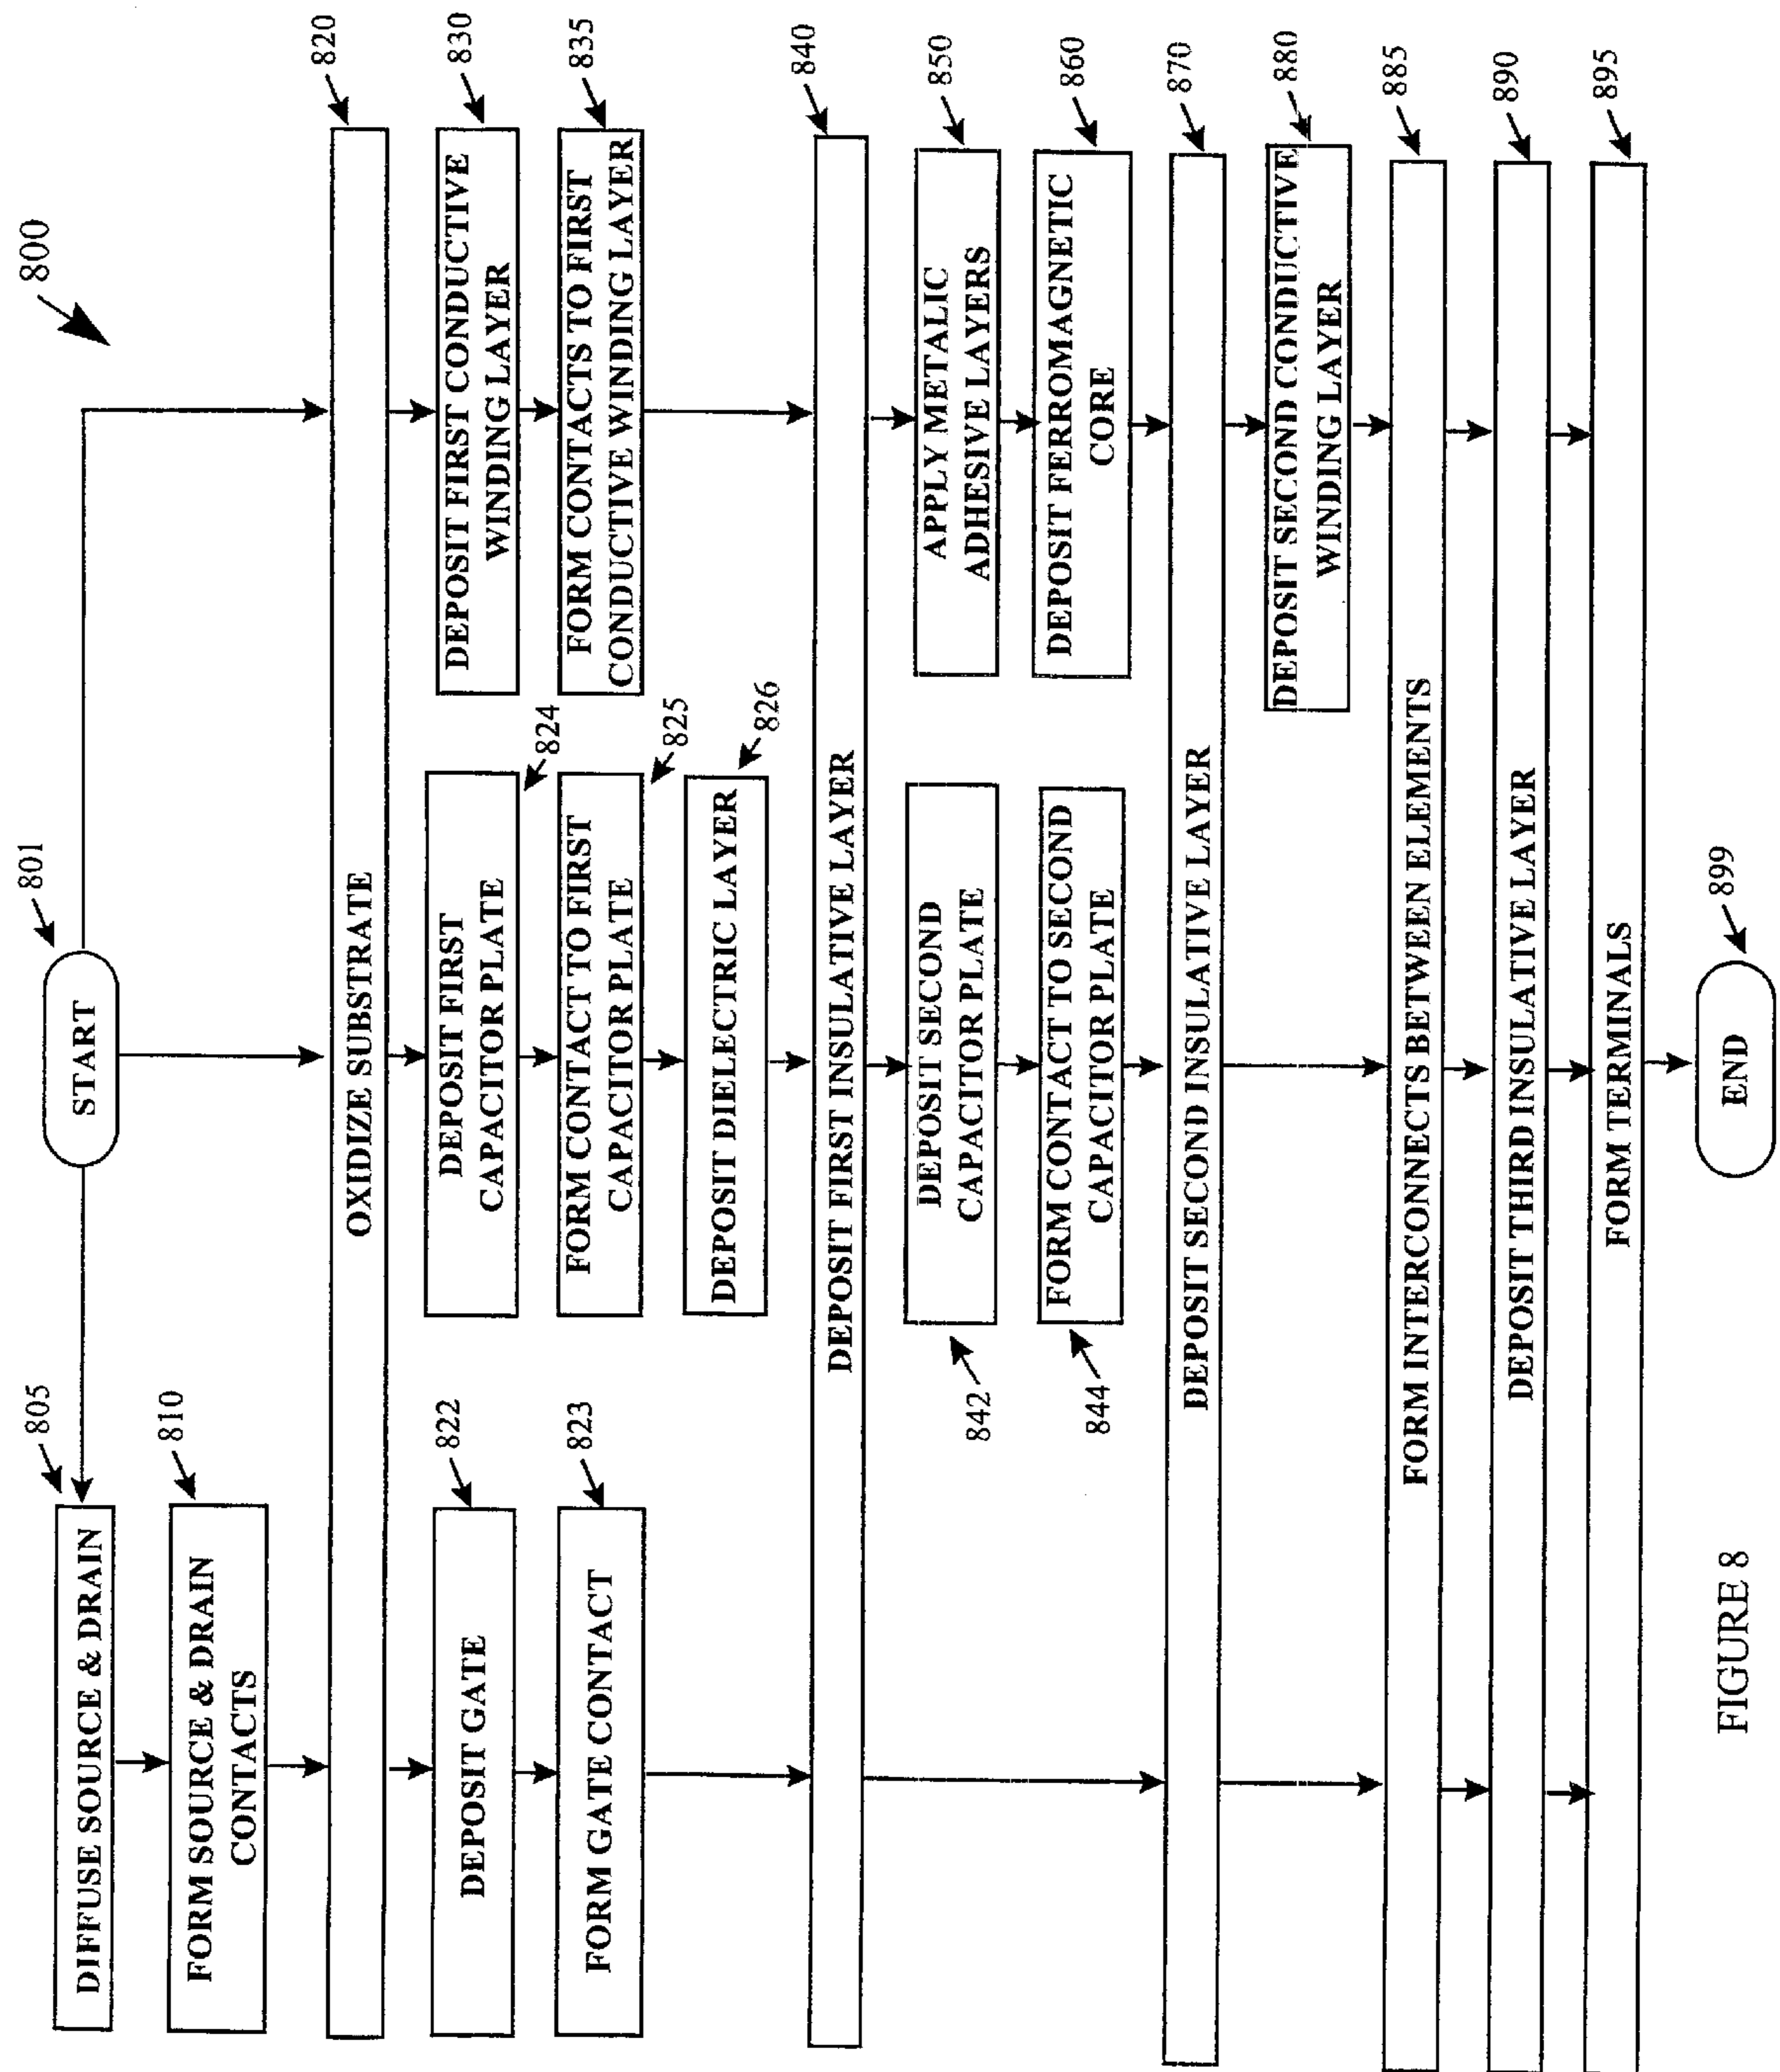 800
START
801
DIFFUSE SOURCE & DRAIN
805
FORM SOURCE & DRAIN
CONTACTS
810
OXIDIZE SUBSTRATE
820
DEPOSIT GATE
822
FORM GATE CONTACT
823
DEPOSIT FIRST
CAPACITOR PLATE
824
FORM CONTACT TO FIRST
CAPACITOR PLATE
825
DEPOSIT DIELECTRIC LAYER
826
DEPOSIT FIRST CONDUCTIVE
WINDING LAYER
830
FORM CONTACTS TO FIRST
CONDUCTIVE WINDING LAYER
835
DEPOSIT FIRST INSULATIVE LAYER
840
DEPOSIT SECOND
CAPACITOR PLATE
842
FORM CONTACT TO SECOND
CAPACITOR PLATE
844
APPLY METALIC
ADHESIVE LAYERS
850
DEPOSIT FERROMAGNETIC
CORE
860
DEPOSIT SECOND INSULATIVE LAYER
870
DEPOSIT SECOND CONDUCTIVE
WINDING LAYER
880
FORM INTERCONNECTS BETWEEN ELEMENTS
885
DEPOSIT THIRD INSULATIVE LAYER
890
FORM TERMINALS
895
END
899
FIGURE 8